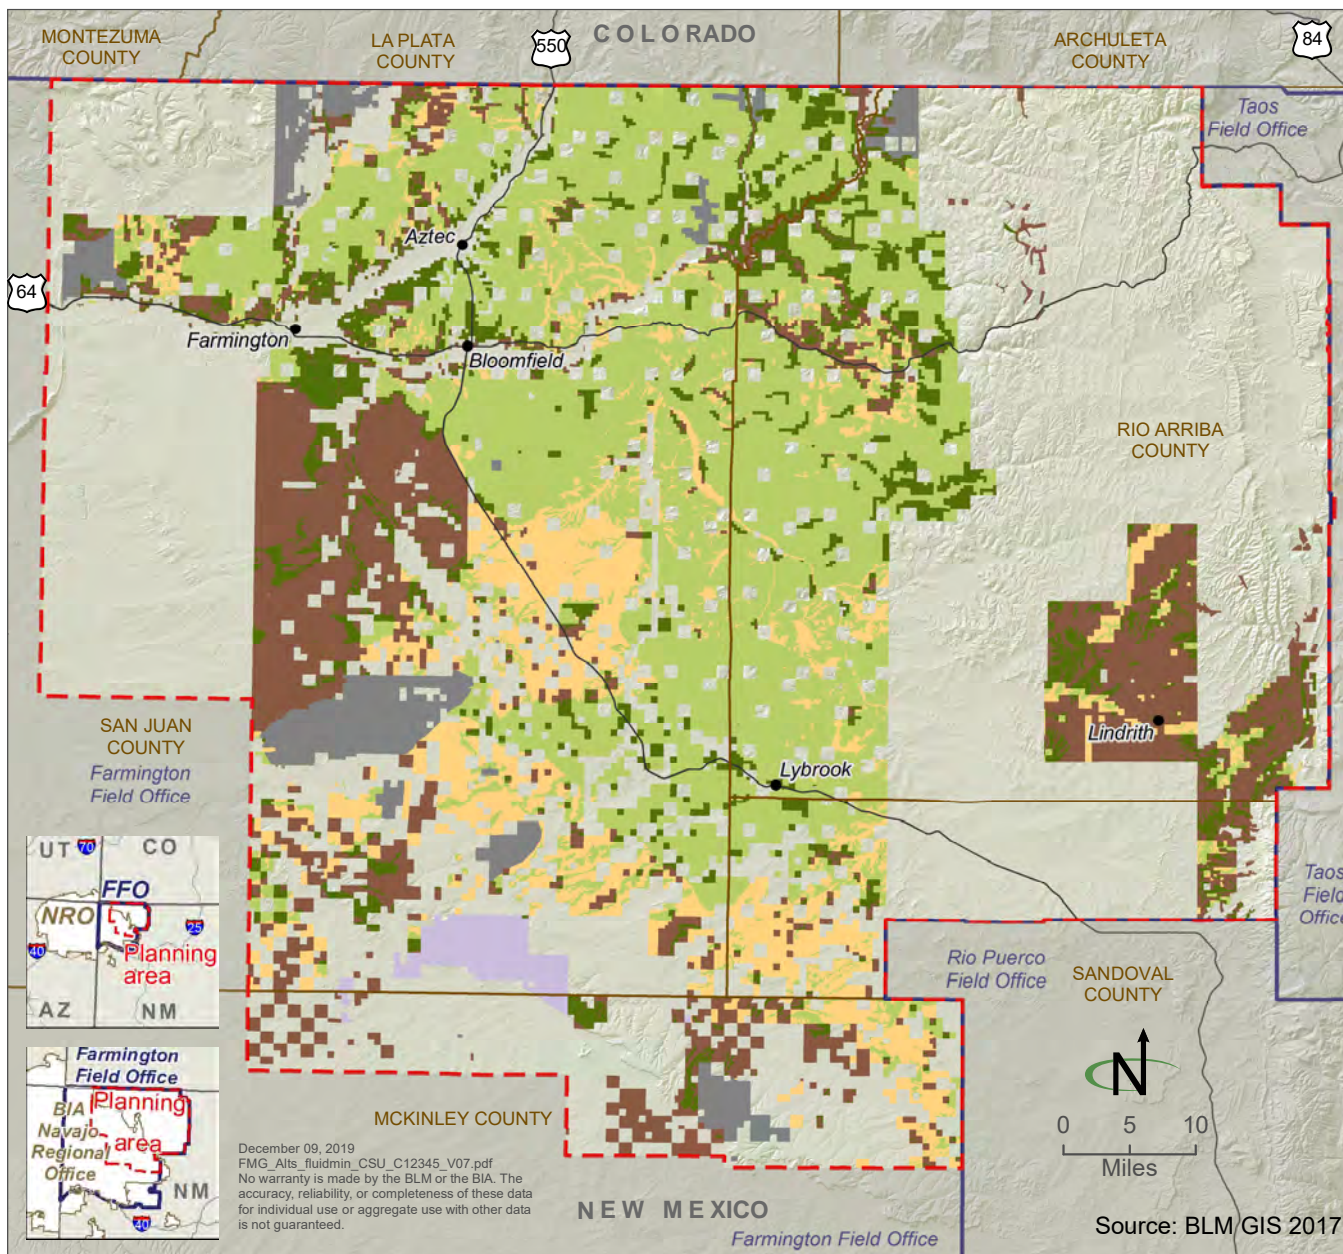 MONTEZUMA
COUNTY
LA PLATA
COUNTY
550
COLORADO
ARCHULETA
COUNTY
84
Taos
Field Office
Aztec
64
Farmington
Bloomfield
RIO ARRIBA
COUNTY
SAN JUAN
COUNTY
Farmington
Field Office
Lindrith
Lybrook
UT
70
CO
FFO
NRO
25
40
Planning
area
AZ
NM
Taos
Field
Office
Rio Puerco
Field Office
SANDOVAL
COUNTY
N
0 5 10
Miles
Farmington
Field Office
Planning
area
BIA
Navajo
Regional
Office
NM
40
MCKINLEY COUNTY
December 09, 2019
FMG_Alts_fluidmin_CSU_C12345_V07.pdf
No warranty is made by the BLM or the BIA. The
accuracy, reliability, or completeness of these data
for individual use or aggregate use with other data
is not guaranteed.
NEW MEXICO
Farmington Field Office
Source: BLM GIS 2017